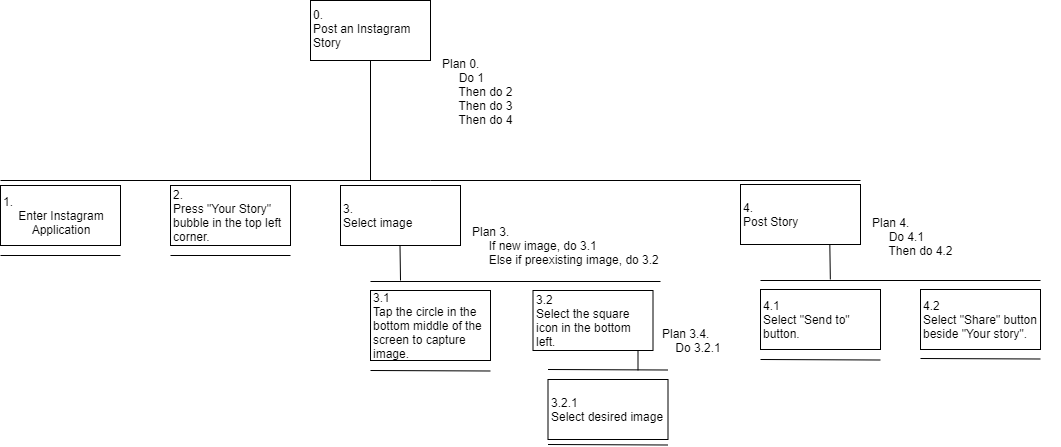 0.
Post an Instagram
Story
Plan 0.
Do 1
Then do 2
Then do 3
Then do 4
1.
Enter Instagram
Application
2.
Press "Your Story"
bubble in the top left
corner.
3.
Select image
Plan 3.
If new image, do 3.1
Else if preexisting image, do 3.2
4.
Post Story
Plan 4.
Do 4.1
Then do 4.2
3.1
Tap the circle in the
bottom middle of the
screen to capture
image.
3.2
Select the square
icon in the bottom
left.
Plan 3.4.
Do 3.2.1
3.2.1
Select desired image
4.1
Select "Send to"
button.
4.2
Select "Share" button
beside "Your story".